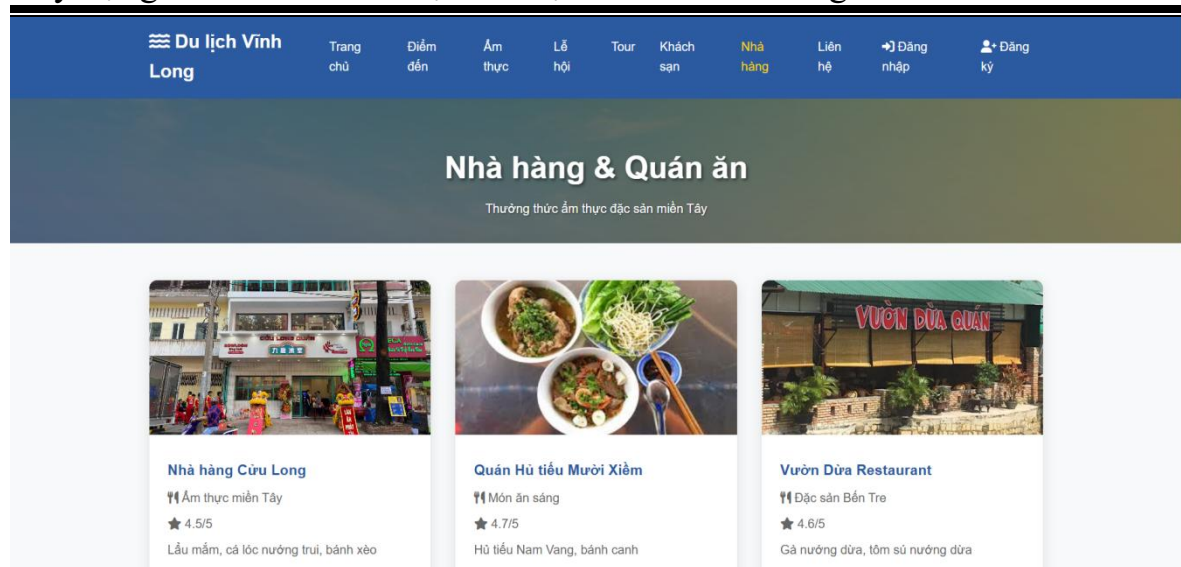 Du lịch Vĩnh
Long
Trang
chủ
Điểm
đến
Ẩm
thực
Lễ
hội
Tour
Khách
sạn
Nhà
hàng
Liên
hệ
Đăng
nhập
Đăng
ký
Nhà hàng & Quán ăn
Thưởng thức ẩm thực đặc sản miền Tây
VƯỜN DỪA QUÁN
Nhà hàng Cửu Long
Ẩm thực miền Tây
4.5/5
Lẩu mắm, cá lóc nướng trui, bánh xèo
Quán Hủ tiếu Mười Xiềm
Món ăn sáng
4.7/5
Hủ tiếu Nam Vang, bánh canh
Vườn Dừa Restaurant
Đặc sản Bến Tre
4.6/5
Gà nướng dừa, tôm sú nướng dừa